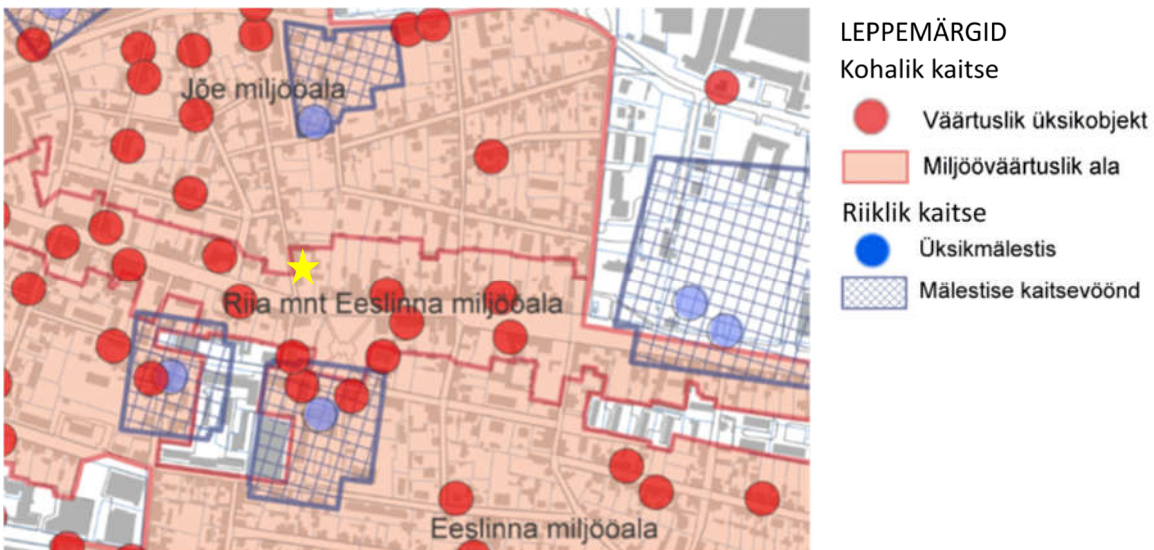 Jõe miljööala
Riia mnt Eeslinna miljööala
Eeslinna miljööala
LEPPEMÄRGID
Kohalik kaitse
Väärtuslik üksikobjekt
Miljööväärtuslik ala
Riiklik kaitse
Üksikmälestis
Mälestise kaitsevöönd